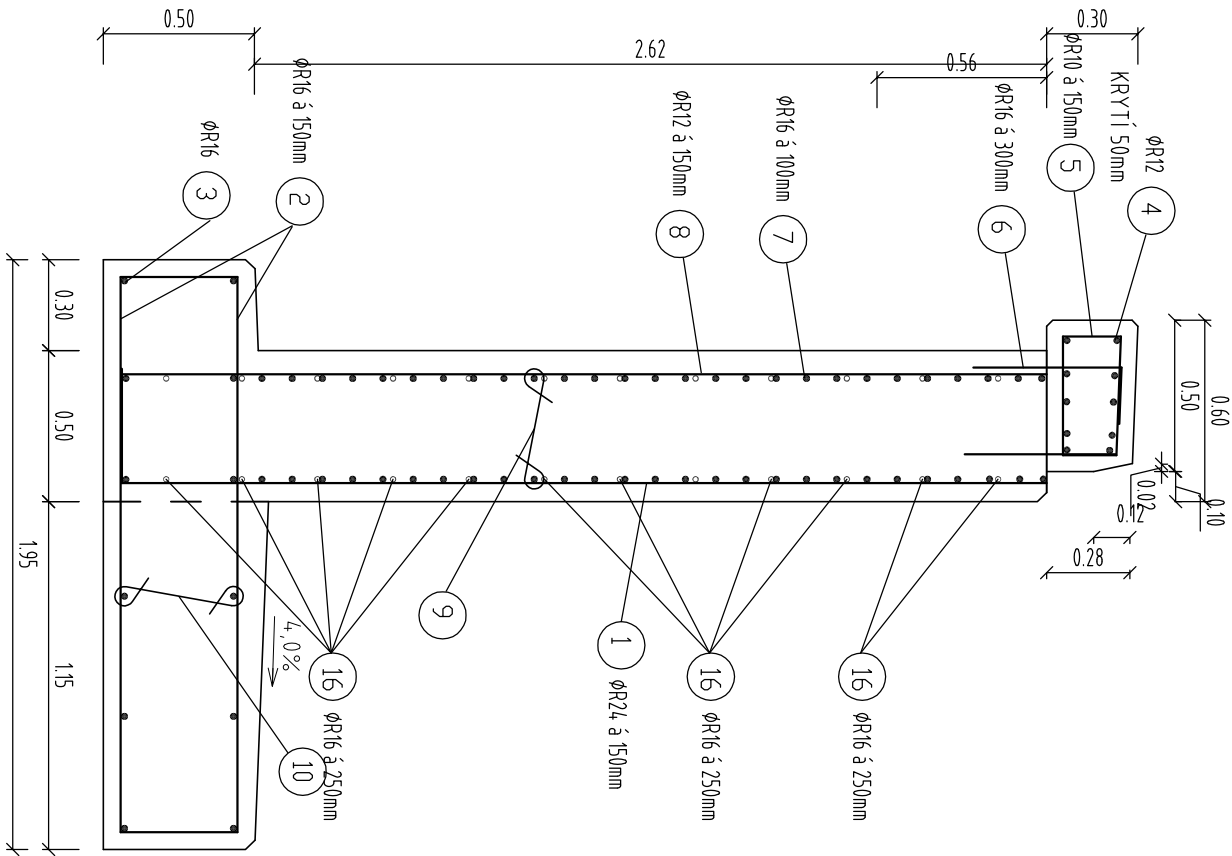 0.50
2.62
0.56
0.30
ØR16 á 150mm
2
ØR16
3
ØR12 á 150mm
8
ØR16 á 100mm
7
ØR16 á 300mm
6
ØR10 á 150mm
5
KRYTÍ 50mm
ØR12
4
0.30
0.50
1.15
1.95
0.60
0.50
0.10
0.02
0.12
0.28
9
10
4,0%
16
ØR16 á 250mm
1
ØR24 á 150mm
16
ØR16 á 250mm
16
ØR16 á 250mm